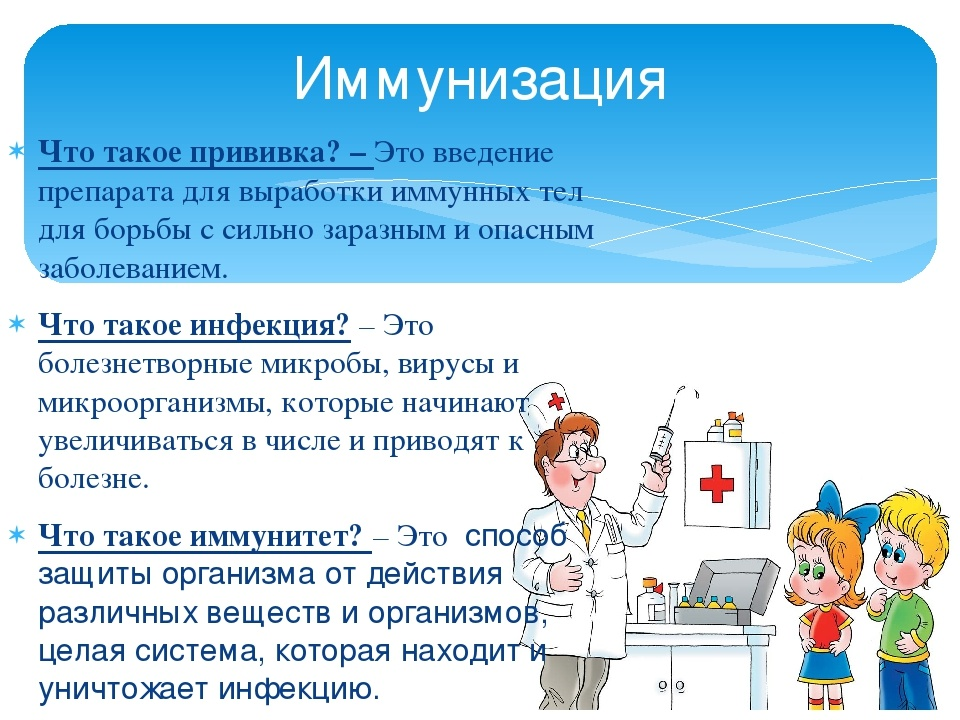 Иммунизация
Что такое прививка? – Это введение
препарата для выработки иммунных тел
для борьбы с сильно заразным и опасным
заболеванием.
Что такое инфекция? – Это
болезнетворные микробы, вирусы и
микроорганизмы, которые начинают
увеличиваться в числе и приводят к
болезне.
Что такое иммунитет? – Это способ
защиты организма от действия
различных веществ и организмов,
целая система, которая находит и
уничтожает инфекцию.